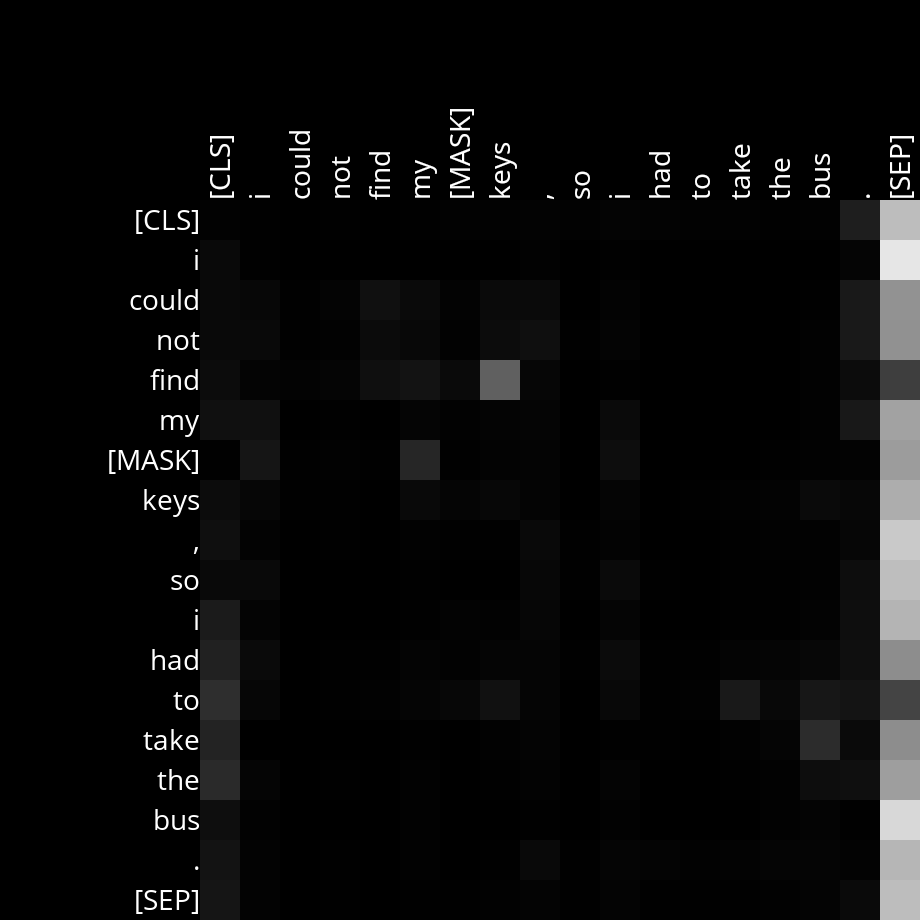 [CLS]
i
could
not
find
my
[MASK]
keys
,
so
i
had
to
take
the
bus
.
[SEP]
[CLS]
i
could
not
find
my
[MASK]
keys
,
so
i
had
to
take
the
bus
.
[SEP]